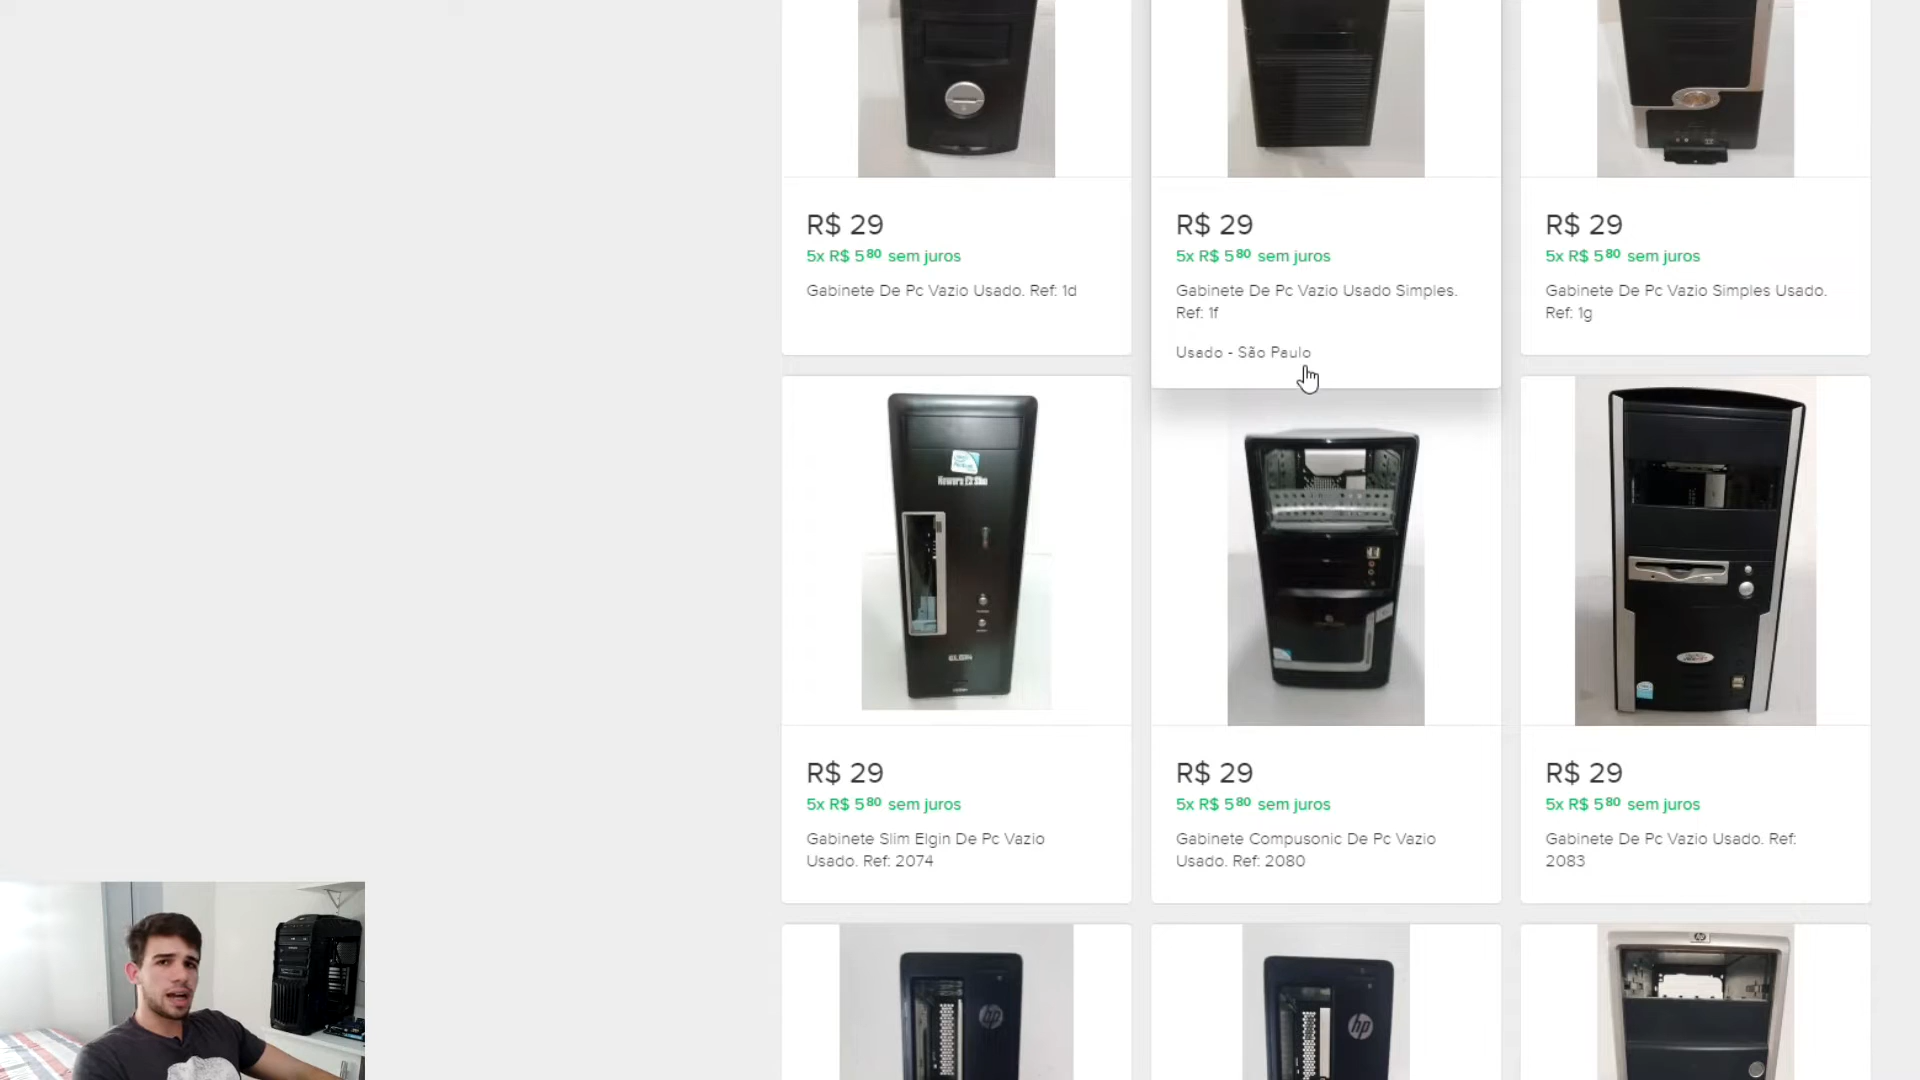 R$ 29
5x R$ 5 80 sem juros
Gabinete De Pc Vazio Usado. Ref: 1d
R$ 29
5x R$ 5 80 sem juros
Gabinete De Pc Vazio Usado Simples.
Ref: 1f
Usado - São Paulo
R$ 29
5x R$ 5 80 sem juros
Gabinete De Pc Vazio Simples Usado.
Ref: 1g
R$ 29
5x R$ 5 80 sem juros
Gabinete Slim Elgin De Pc Vazio
Usado. Ref: 2074
R$ 29
5x R$ 5 80 sem juros
Gabinete Compusonic De Pc Vazio
Usado. Ref: 2080
R$ 29
5x R$ 5 80 sem juros
Gabinete De Pc Vazio Usado. Ref:
2083
hp
hp
hp